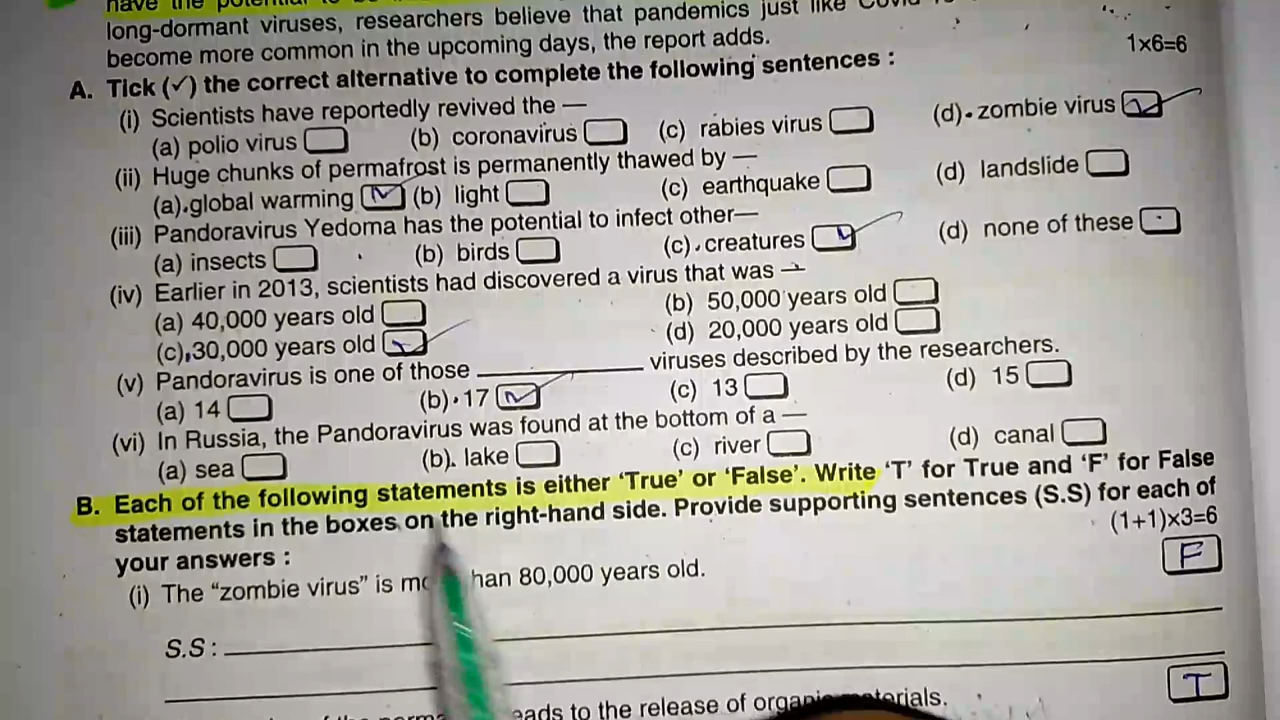 have the potential to be
long-dormant viruses, researchers believe that pandemics just like Covid
become more common in the upcoming days, the report adds.
A. Tick (✓) the correct alternative to complete the following sentences : 1×6=6
(i) Scientists have reportedly revived the —
(a) polio virus (b) coronavirus (c) rabies virus (d) zombie virus ✓
(ii) Huge chunks of permafrost is permanently thawed by —
(a) global warming ✓ (b) light (c) earthquake (d) landslide
(iii) Pandoravirus Yedoma has the potential to infect other—
(a) insects (b) birds (c) creatures ✓ (d) none of these
(iv) Earlier in 2013, scientists had discovered a virus that was —
(a) 40,000 years old (b) 50,000 years old
(c) 30,000 years old ✓ (d) 20,000 years old
(v) Pandoravirus is one of those ________ viruses described by the researchers.
(a) 14 (b) 17 ✓ (c) 13 (d) 15
(vi) In Russia, the Pandoravirus was found at the bottom of a —
(a) sea (b). lake (c) river (d) canal
B. Each of the following statements is either ‘True’ or ‘False’. Write ‘T’ for True and ‘F’ for False
statements in the boxes on the right-hand side. Provide supporting sentences (S.S) for each of
your answers : (1+1)×3=6
(i) The “zombie virus” is 80,000 years old. F
S.S :
T
to the release of organic materials.